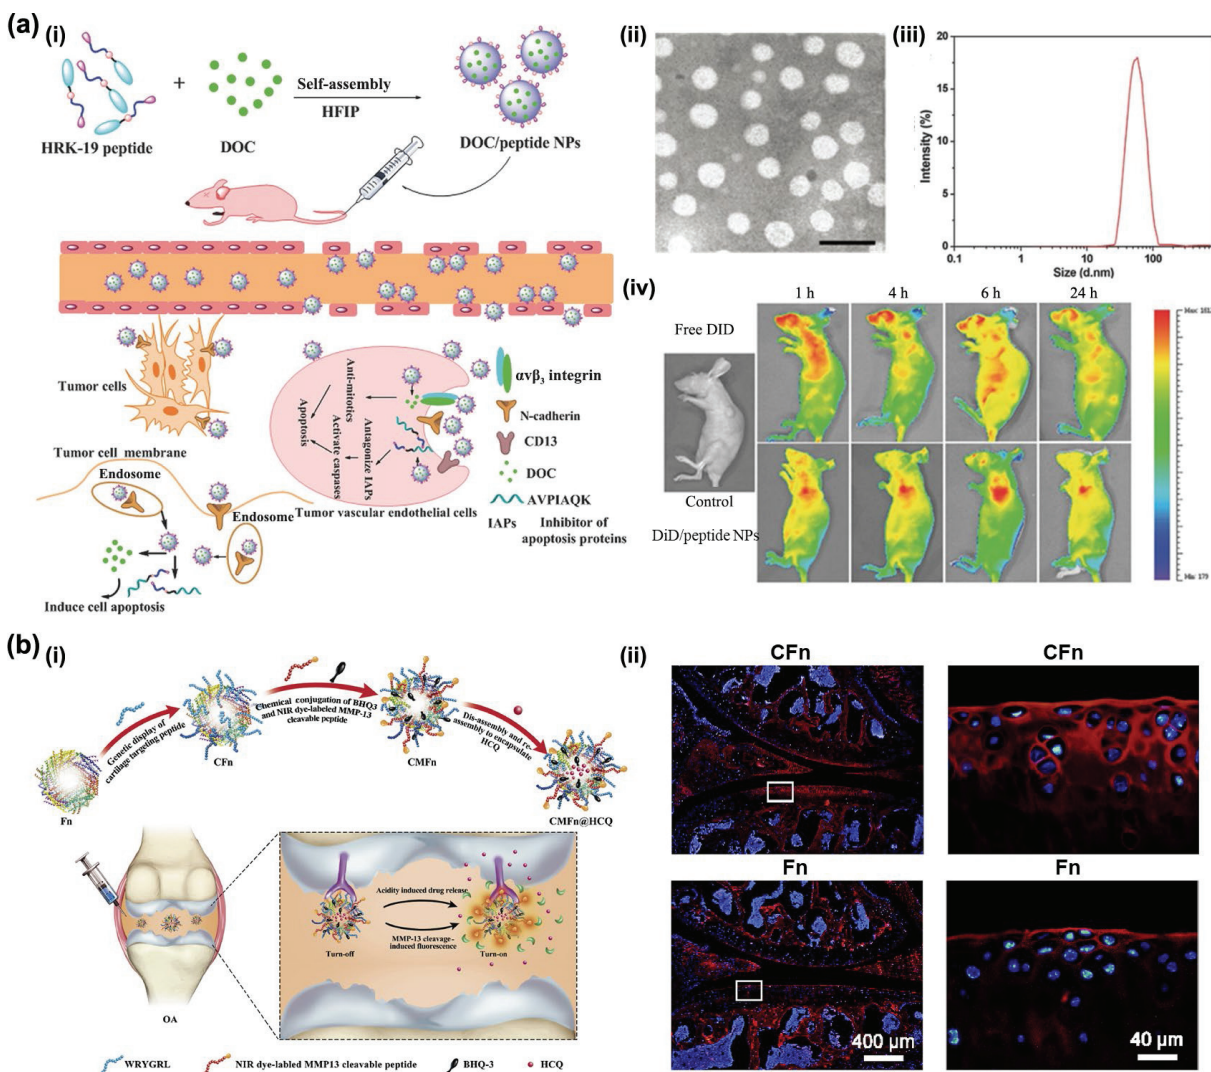 (a) (i)
+
Self-assembly
HFIP
HRK-19 peptide
DOC
DOC/peptide NPs
Tumor cells
Tumor cell membrane
Endosome
Endosome
Induce cell apoptosis
Anti-mitotics
Apoptosis
Antagonize IAPs
Activate caspases
Tumor vascular endothelial cells
αvβ3 integrin
N-cadherin
CD13
DOC
AVPIAQK
IAPs Inhibitor of
apoptosis proteins
(ii)
(iii)
Intensity (%)
20
15
10
5
0
0.1 1 10 100
Size (d.nm)
(iv)
1 h 4 h 6 h 24 h
Free DID
Control
DiD/peptide NPs
Min: 179
(b) (i)
Genetic display of
cartilage targeting peptide
Fn
CFn
Chemical conjugation of BHQ3
and NIR dye-labeled MMP-13
cleavable peptide
CMFn
Dis-assembly and re-
assembly to encapsulate
HCQ
CMFn@HCQ
OA
Acidity induced drug release
MMP-13 cleavage-
induced fluorescence
Turn-off
Turn-on
WRYGRL
NIR dye-labled MMP13 cleavable peptide
BHQ-3
HCQ
(ii)
CFn
CFn
Fn
Fn
400 µm
40 µm